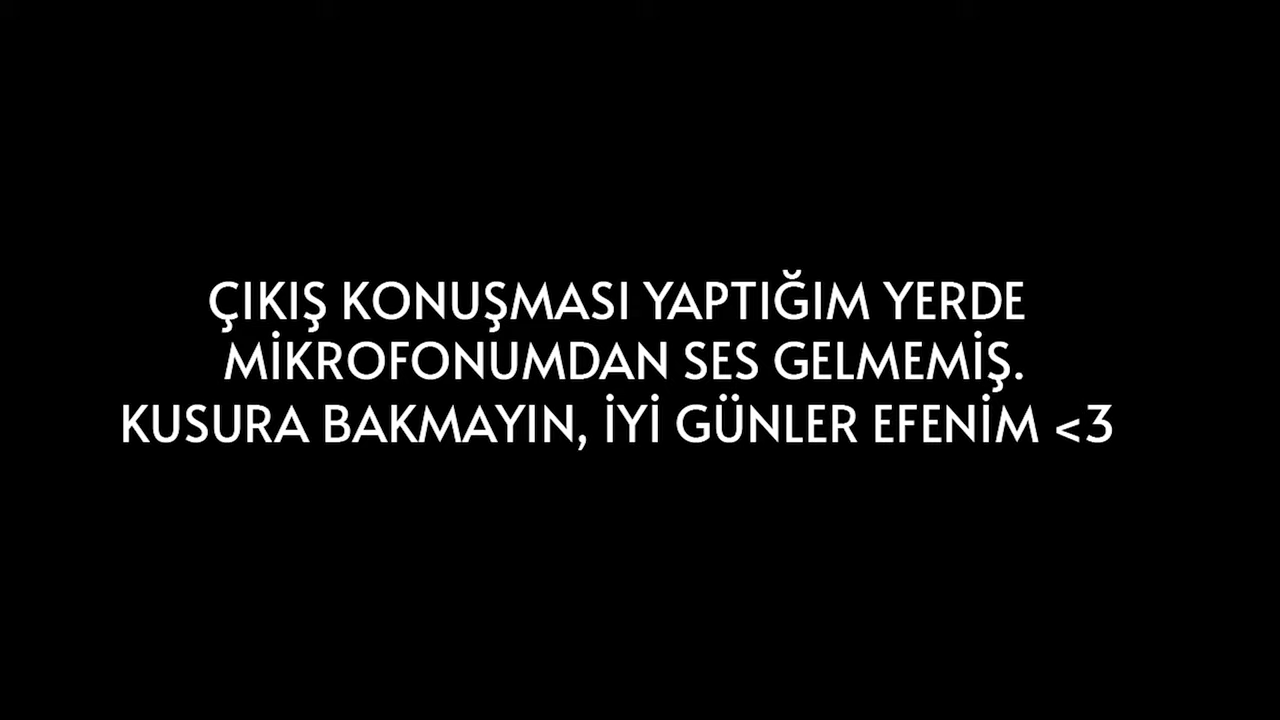 ÇIKIŞ KONUŞMASI YAPTIĞIM YERDE
MİKROFONUMDAN SES GELMEMİŞ.
KUSURA BAKMAYIN, İYİ GÜNLER EFENİM <3